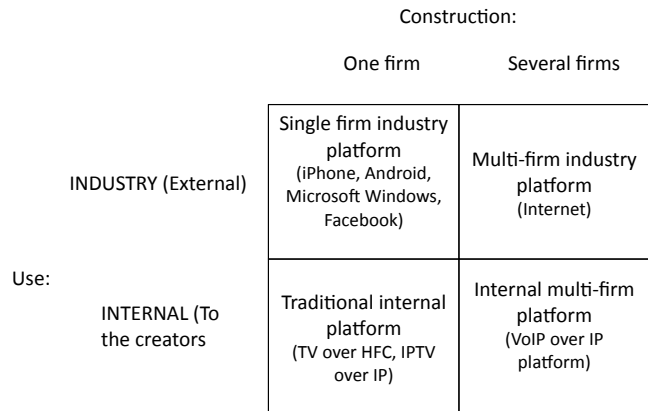 Construction:
One firm
Several firms
INDUSTRY (External)
Single firm industry
platform
(iPhone, Android,
Microsoft Windows,
Facebook)
Multi-firm industry
platform
(Internet)
Use:
INTERNAL (To
the creators
Traditional internal
platform
(TV over HFC, IPTV
over IP)
Internal multi-firm
platform
(VoIP over IP
platform)